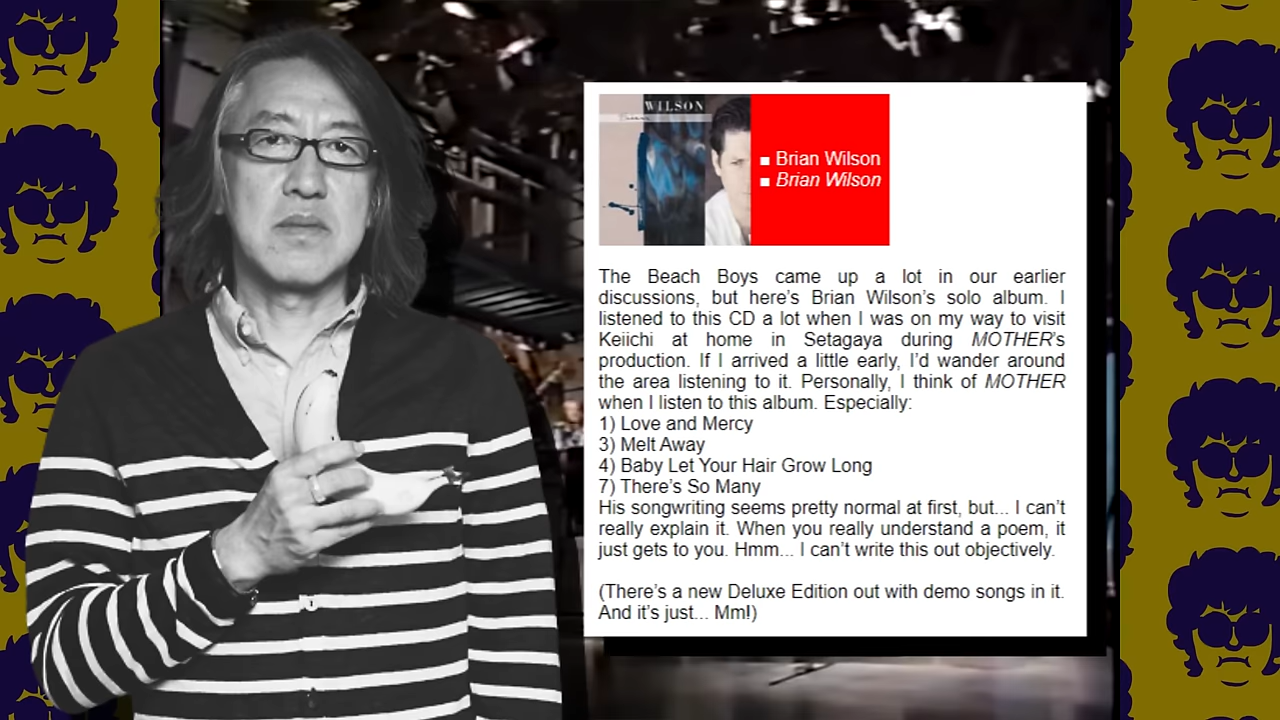 WILSON
■ Brian Wilson
■ Brian Wilson
The Beach Boys came up a lot in our earlier
discussions, but here's Brian Wilson's solo album. I
listened to this CD a lot when I was on my way to visit
Keiichi at home in Setagaya during MOTHER's
production. If I arrived a little early, I'd wander around
the area listening to it. Personally, I think of MOTHER
when I listen to this album. Especially:
1) Love and Mercy
3) Melt Away
4) Baby Let Your Hair Grow Long
7) There's So Many
His songwriting seems pretty normal at first, but... I can't
really explain it. When you really understand a poem, it
just gets to you. Hmm... I can't write this out objectively.
(There's a new Deluxe Edition out with demo songs in it.
And it's just... Mm!)